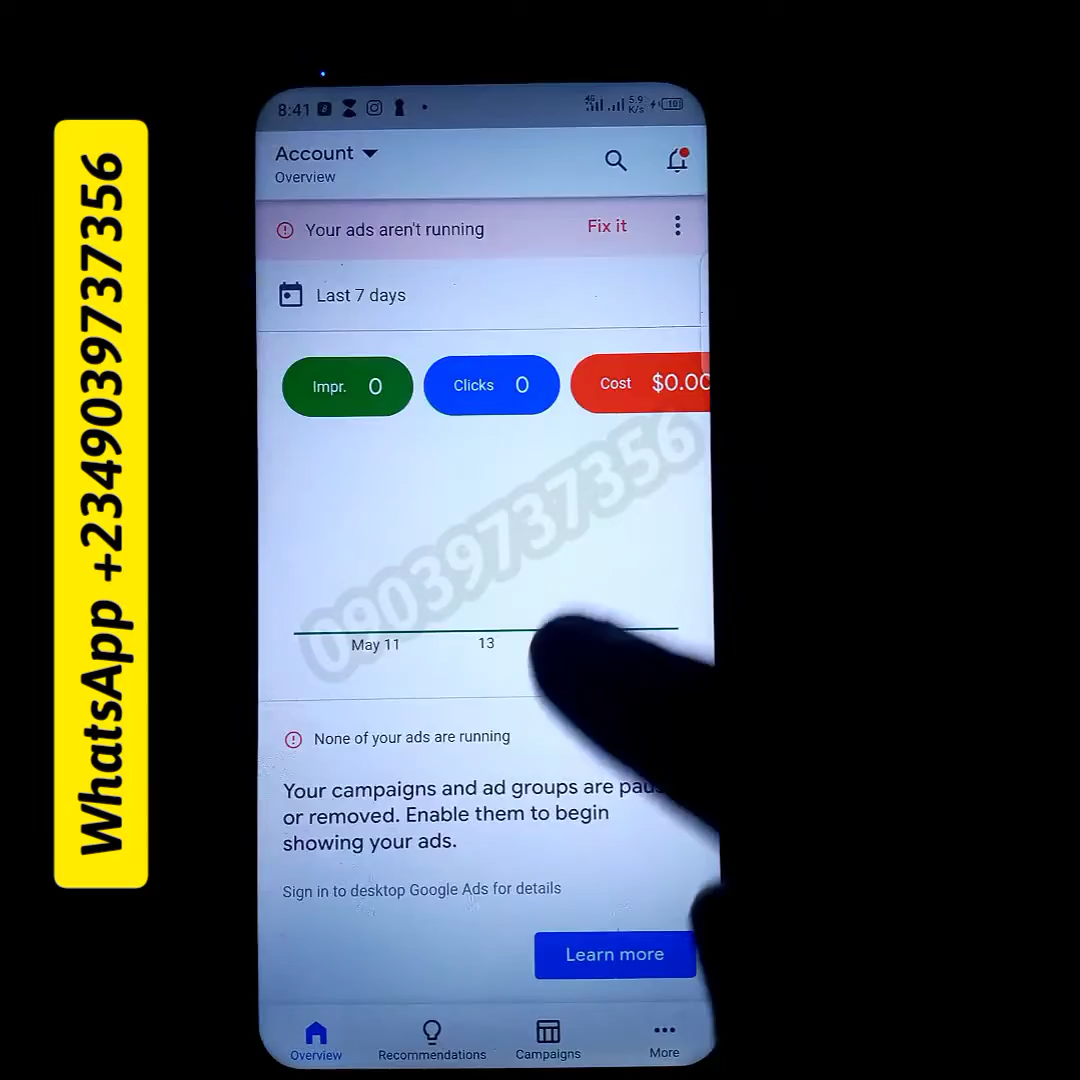 WhatsApp +2349039737356
8:41
4G
5.9
K/s
Account
Overview
Your ads aren't running
Fix it
Last 7 days
Impr. 0
Clicks 0
Cost $0.00
09039737356
May 11
13
None of your ads are running
Your campaigns and ad groups are
or removed. Enable them to begin
showing your ads.
Sign in to desktop Google Ads for details
Learn more
Overview
Recommendations
Campaigns
More